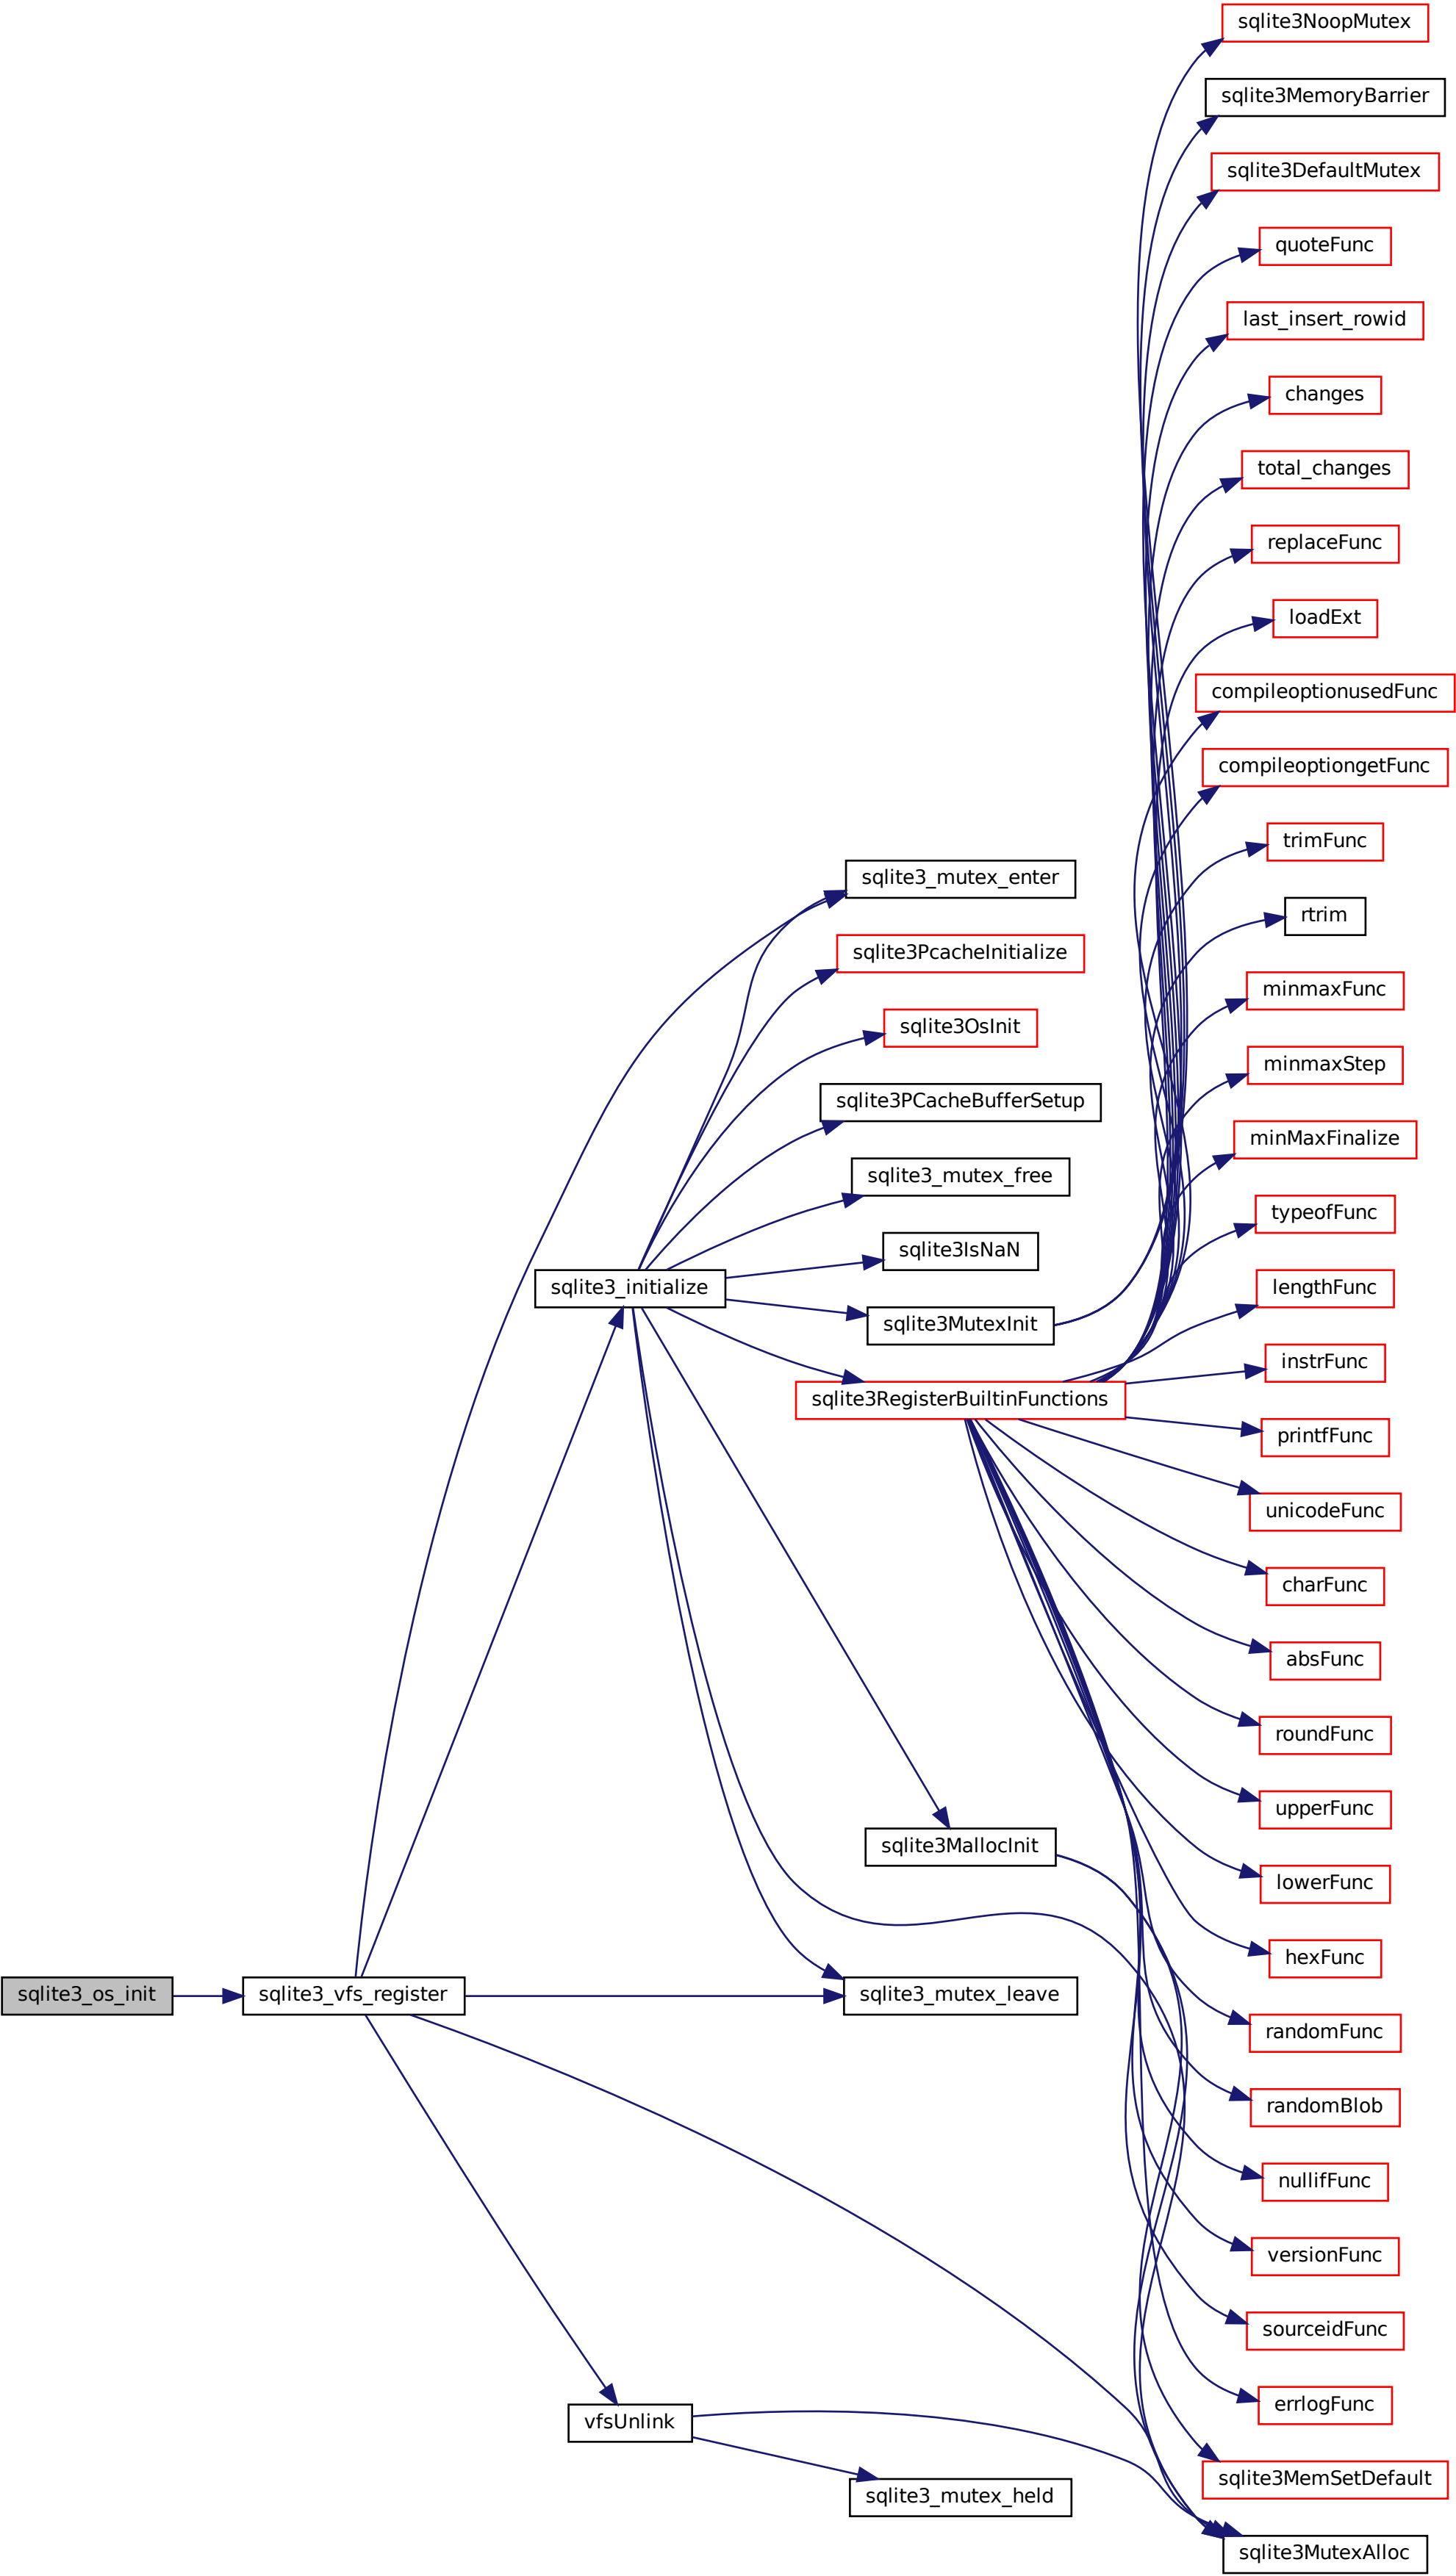 sqlite3NoopMutex
sqlite3MemoryBarrier
sqlite3DefaultMutex
quoteFunc
last_insert_rowid
changes
total_changes
replaceFunc
loadExt
compileoptionusedFunc
compileoptiongetFunc
trimFunc
sqlite3_mutex_enter
rtrim
sqlite3PcacheInitialize
minmaxFunc
sqlite3OsInit
minmaxStep
sqlite3PCacheBufferSetup
minMaxFinalize
sqlite3_mutex_free
typeofFunc
sqlite3IsNaN
lengthFunc
sqlite3_initialize
sqlite3MutexInit
instrFunc
sqlite3RegisterBuiltinFunctions
printfFunc
unicodeFunc
charFunc
absFunc
roundFunc
upperFunc
sqlite3MallocInit
lowerFunc
hexFunc
sqlite3_os_init
sqlite3_vfs_register
sqlite3_mutex_leave
randomFunc
randomBlob
nullifFunc
versionFunc
sourceidFunc
errlogFunc
vfsUnlink
sqlite3MemSetDefault
sqlite3_mutex_held
sqlite3MutexAlloc